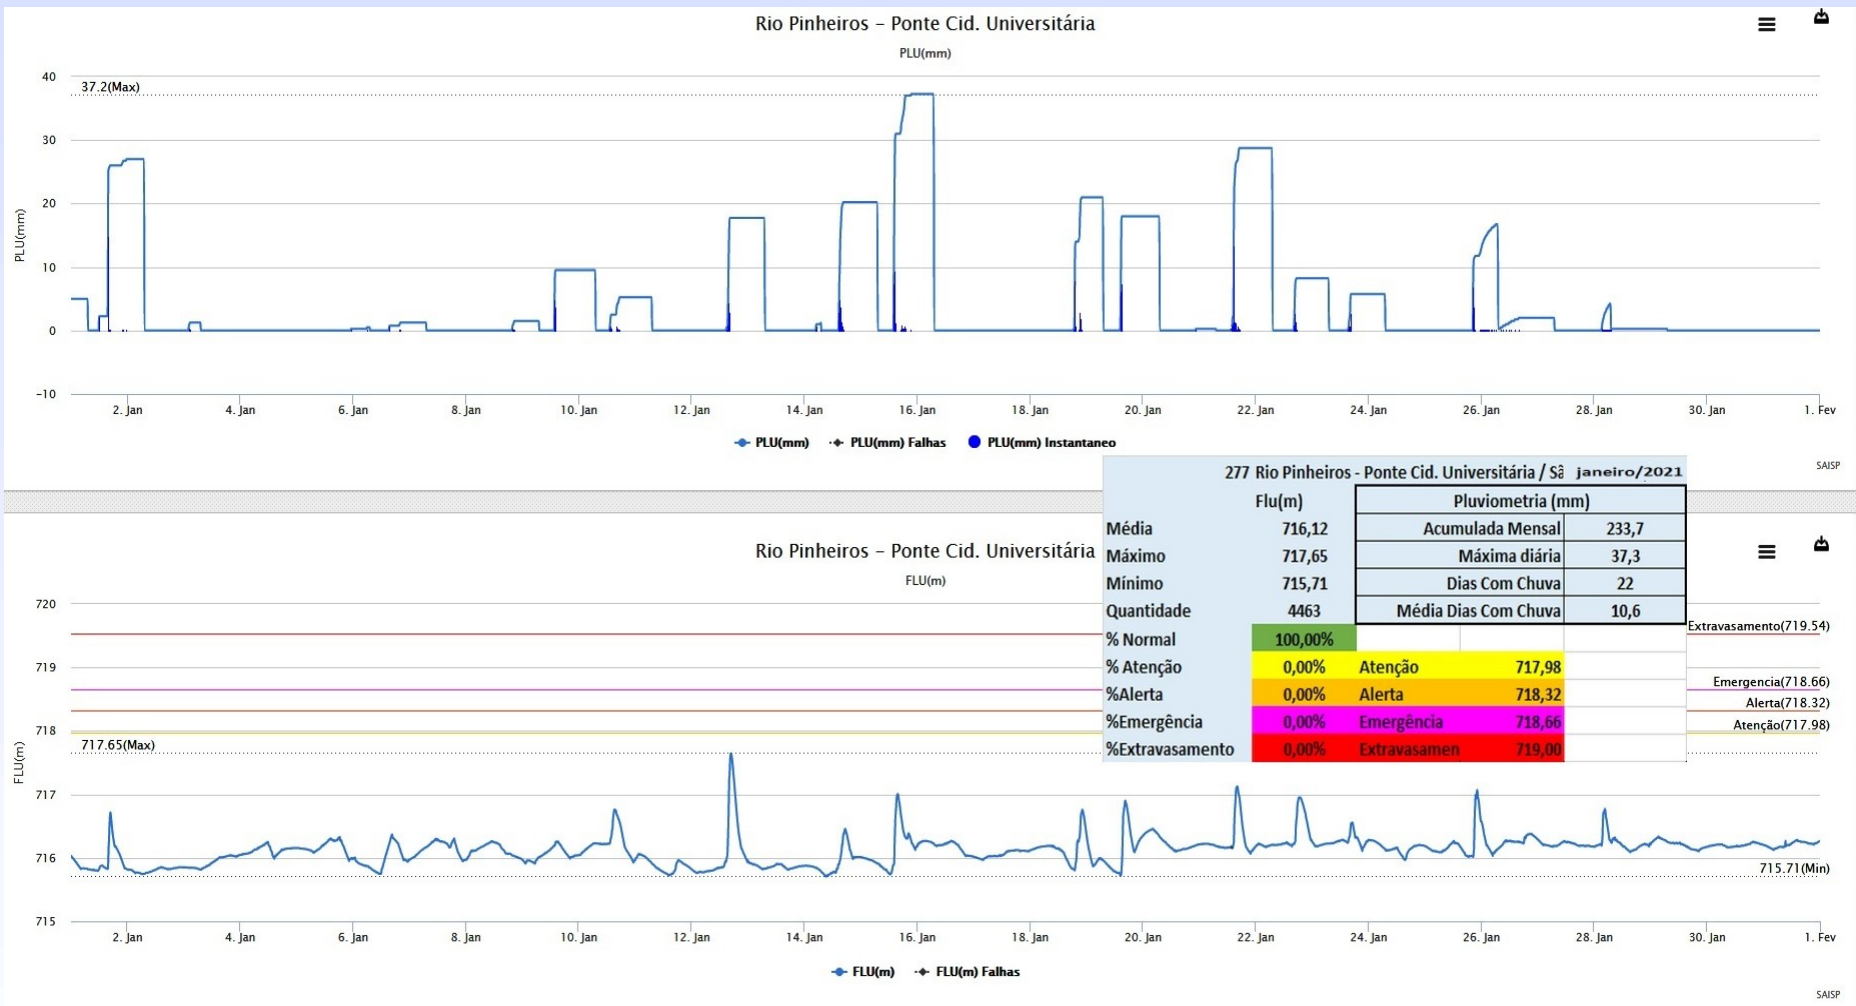 Rio Pinheiros - Ponte Cid. Universitária
PLU(mm)
40
37.2(Max)
30
20
10
0
-10
PLU(mm)
2. Jan 4. Jan 6. Jan 8. Jan 10. Jan 12. Jan 14. Jan 16. Jan 18. Jan 20. Jan 22. Jan 24. Jan 26. Jan 28. Jan 30. Jan 1. Fev
PLU(mm) PLU(mm) Falhas PLU(mm) Instantaneo
SAISP
277 Rio Pinheiros - Ponte Cid. Universitária / Sã janeiro/2021
Flu(m) Pluviometria (mm)
Média 716,12 Acumulada Mensal 233,7
Máximo 717,65 Máxima diária 37,3
Mínimo 715,71 Dias Com Chuva 22
Quantidade 4463 Média Dias Com Chuva 10,6
% Normal 100,00%
% Atenção 0,00% Atenção 717,98
%Alerta 0,00% Alerta 718,32
%Emergência 0,00% Emergência 718,66
%Extravasamento 0,00% Extravasamen 719,00
Rio Pinheiros - Ponte Cid. Universitária
FLU(m)
720
Extravasamento(719.54)
719
Emergencia(718.66)
Alerta(718.32)
Atenção(717.98)
718
717.65(Max)
717
716
715.71(Min)
715
FLU(m)
2. Jan 4. Jan 6. Jan 8. Jan 10. Jan 12. Jan 14. Jan 16. Jan 18. Jan 20. Jan 22. Jan 24. Jan 26. Jan 28. Jan 30. Jan 1. Fev
FLU(m) FLU(m) Falhas
SAISP